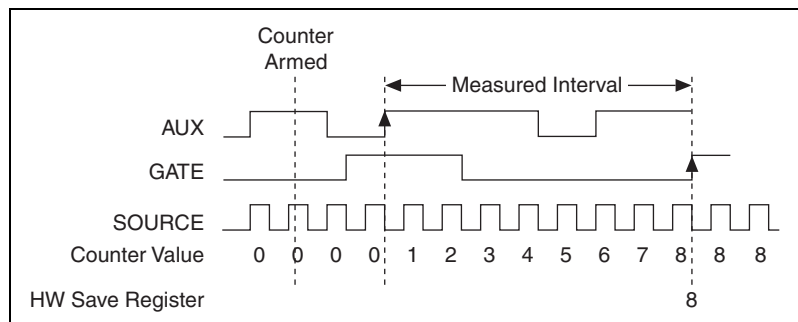 Counter
Armed
Measured Interval
AUX
GATE
SOURCE
Counter Value 0 0 0 0 1 2 3 4 5 6 7 8 8 8
HW Save Register 8